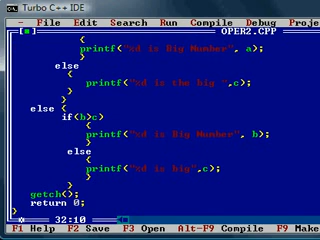 Turbo C++ IDE
File Edit Search Run Compile Debug Proje
OPER2.CPP
{
printf("%d is Big Number", a);
}
else
{
printf("%d is the big ",c);
}
}
else {
if(b>c)
{
printf("%d is Big Number", b);
}
else
{
printf("%d is big",c);
}
}
getch();
return 0;
}
32:10
F1 Help F2 Save F3 Open Alt-F9 Compile F9 Make